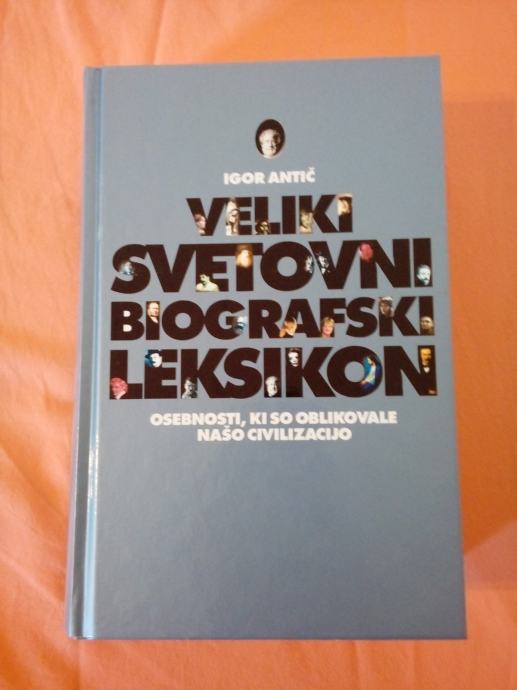 IGOR ANTIČ
VELIKI
SVETOVNI
BIOGRAFSKI
LEKSIKON
OSEBNOSTI, KI SO OBLIKOVALE
NAŠO CIVILIZACIJO